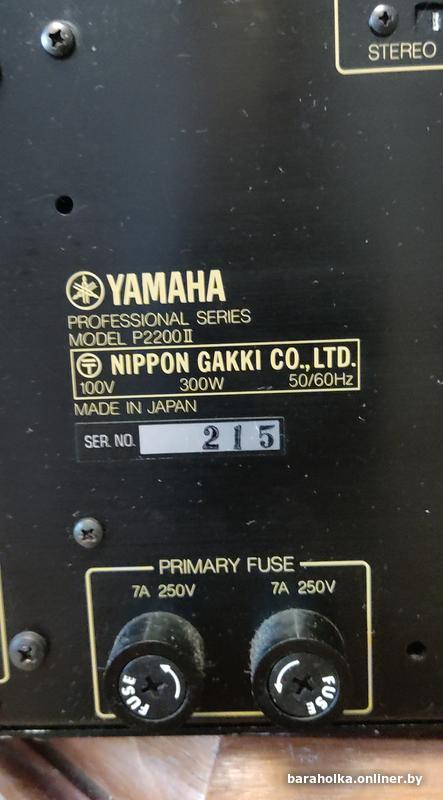 STEREO
YAMAHA
PROFESSIONAL SERIES
MODEL P2200II
NIPPON GAKKI CO.,LTD.
100V 300W 50/60Hz
MADE IN JAPAN
SER. NO. 215
PRIMARY FUSE
7A 250V 7A 250V
FUSE FUSE
baraholka.onliner.by